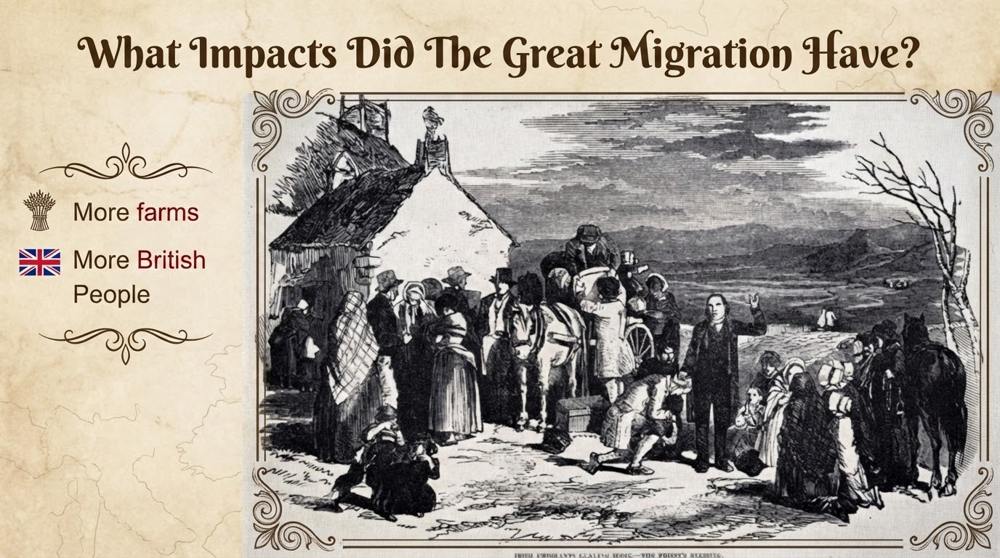 What Impacts Did The Great Migration Have?
More farms
More British
People